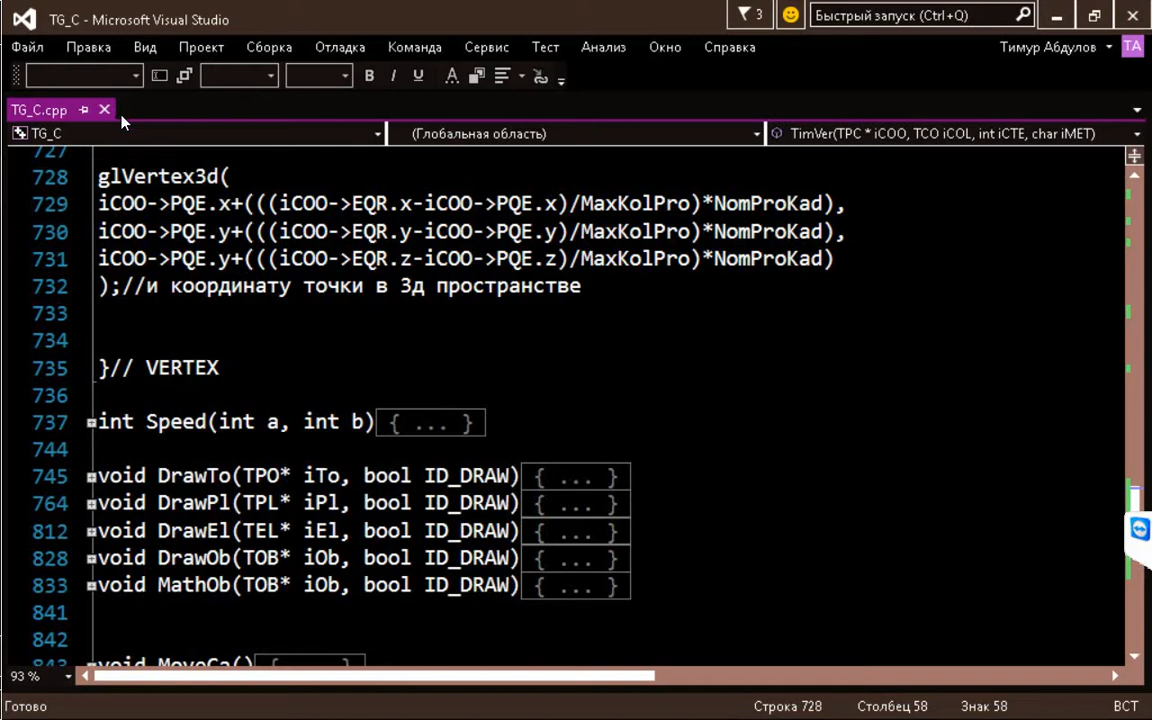 TG_C - Microsoft Visual Studio
3
Быстрый запуск (Ctrl+Q)
Файл Правка Вид Проект Сборка Отладка Команда Сервис Тест Анализ Окно Справка
Тимур Абдулов TA
B I U A
TG_C.cpp
TG_C
(Глобальная область)
TimVer(TPC * iCOO, TCO iCOL, int iCTE, char iMET)
727
728 glVertex3d(
729 iCOO->PQE.x+(((iCOO->EQR.x-iCOO->PQE.x)/MaxKolPro)*NomProKad),
730 iCOO->PQE.y+(((iCOO->EQR.y-iCOO->PQE.y)/MaxKolPro)*NomProKad),
731 iCOO->PQE.y+(((iCOO->EQR.z-iCOO->PQE.z)/MaxKolPro)*NomProKad)
732 );//и координату точки в 3д пространстве
733
734
735 }// VERTEX
736
737 int Speed(int a, int b){ ... }
744
745 void DrawTo(TPO* iTo, bool ID_DRAW){ ... }
764 void DrawPl(TPL* iPl, bool ID_DRAW){ ... }
812 void DrawEl(TEL* iEl, bool ID_DRAW){ ... }
828 void DrawOb(TOB* iOb, bool ID_DRAW){ ... }
833 void MathOb(TOB* iOb, bool ID_DRAW){ ... }
841
842
843 void MoveCa(){ ... }
93 %
Готово
Строка 728
Столбец 58
Знак 58
ВСТ